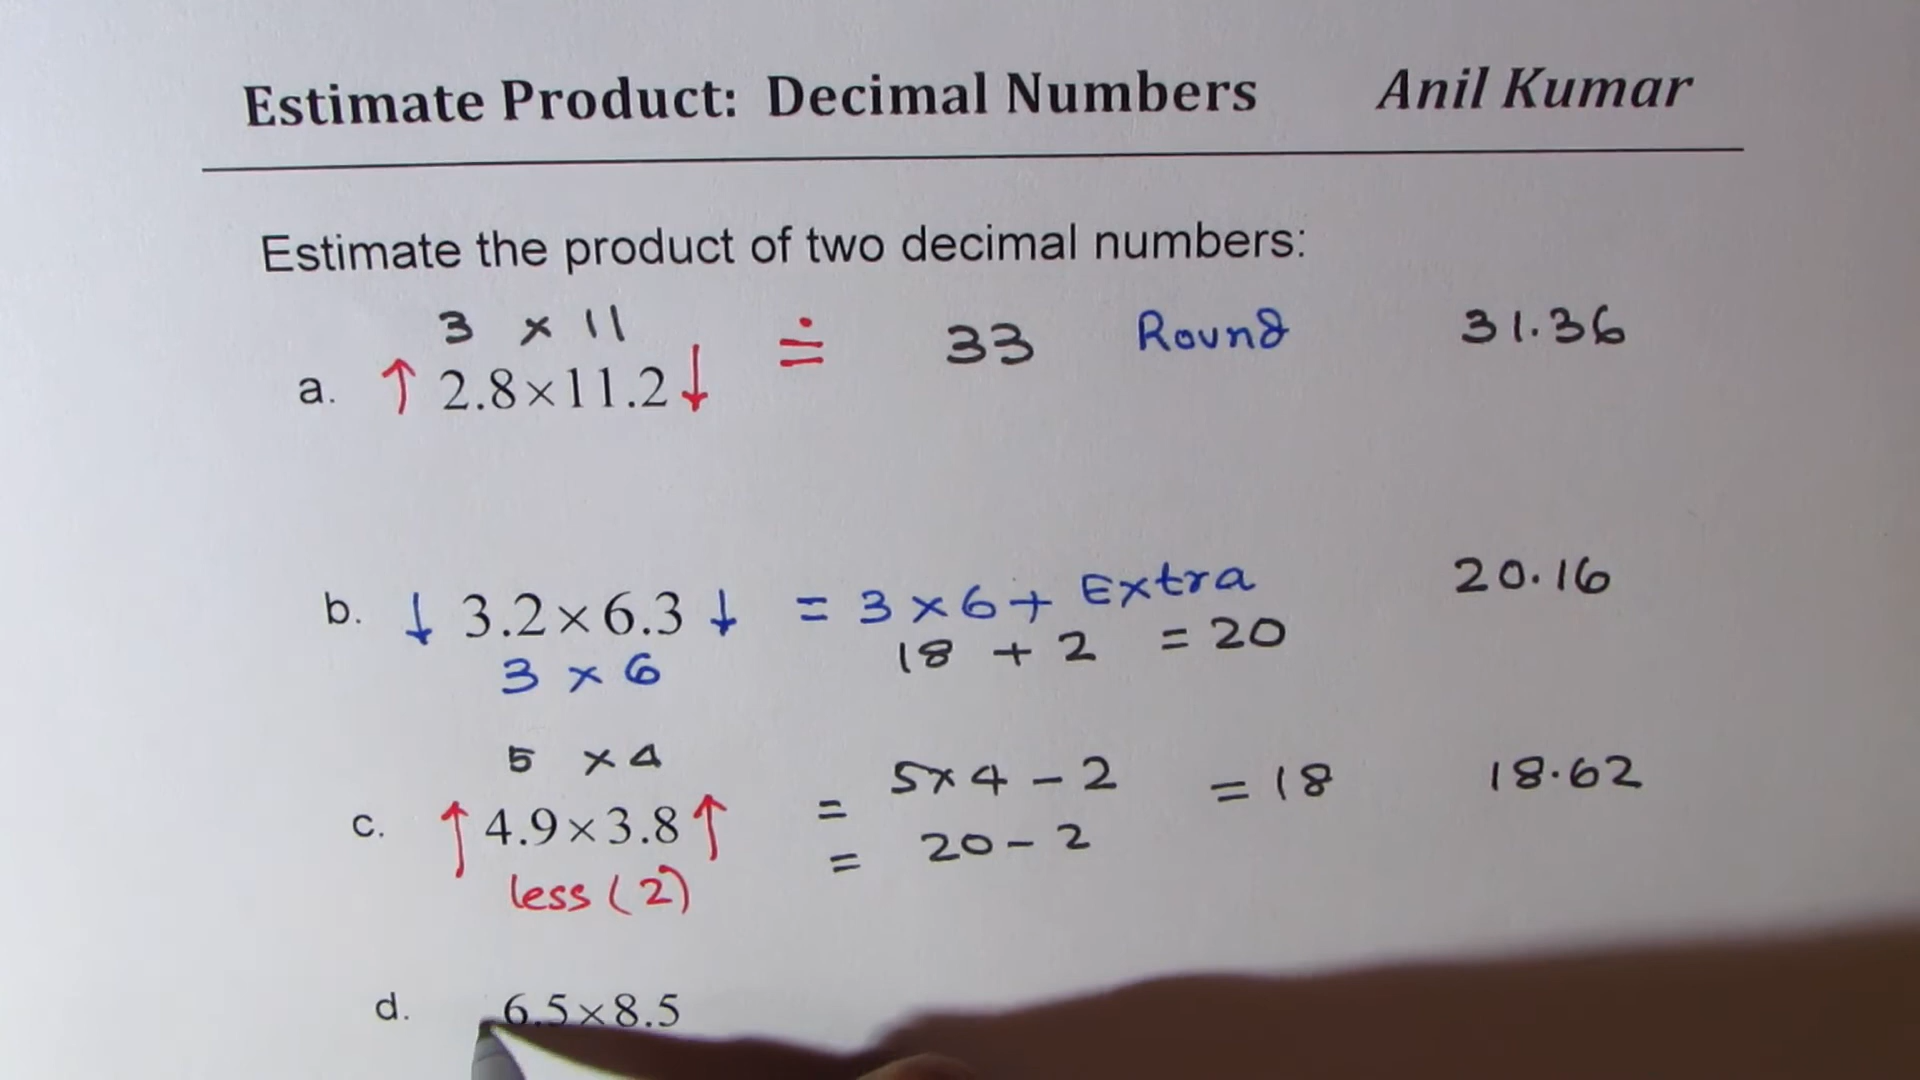 Estimate Product: Decimal Numbers Anil Kumar
Estimate the product of two decimal numbers:
3 × 11
a. ↑ 2.8×11.2 ↓ ≐ 33 Round 31.36
b. ↓ 3.2×6.3 ↓ = 3×6+ Extra 20.16
3 × 6 18 + 2 = 20
5 × 4
c. ↑ 4.9×3.8 ↑ = 5×4 – 2 = 18 18.62
less (2) = 20 – 2
d. 6.5×8.5